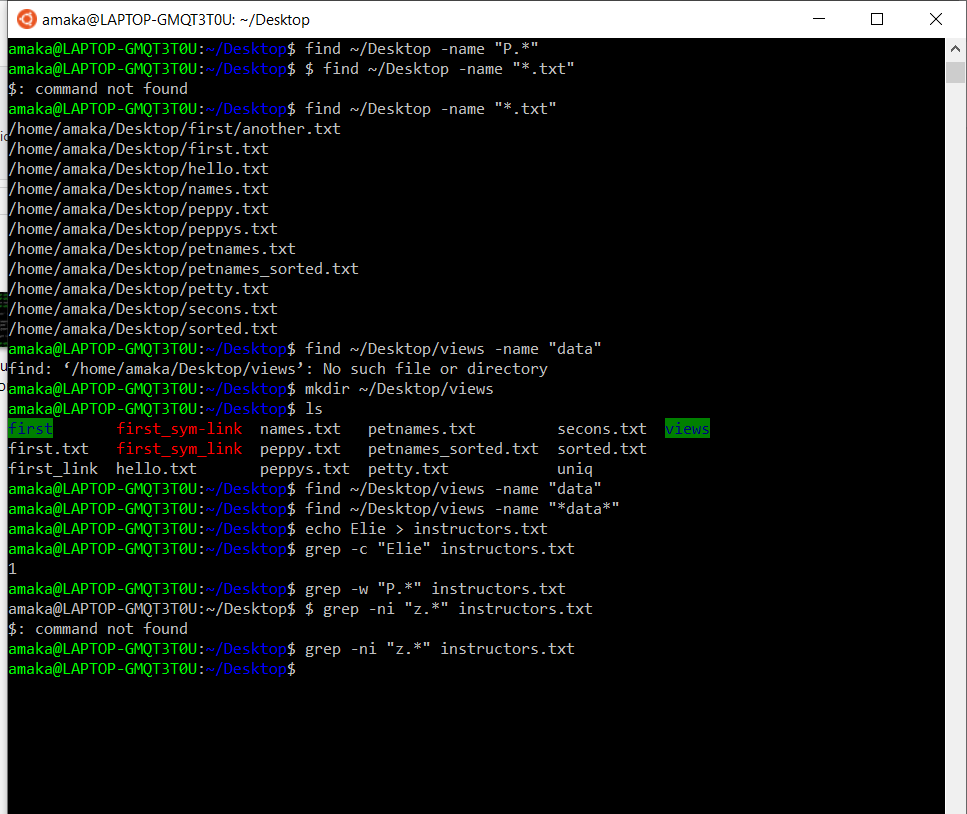 amaka@LAPTOP-GMQT3T0U: ~/Desktop
amaka@LAPTOP-GMQT3T0U:~/Desktop$ find ~/Desktop -name "P.*"
amaka@LAPTOP-GMQT3T0U:~/Desktop$ $ find ~/Desktop -name "*.txt"
$: command not found
amaka@LAPTOP-GMQT3T0U:~/Desktop$ find ~/Desktop -name "*.txt"
/home/amaka/Desktop/first/another.txt
/home/amaka/Desktop/first.txt
/home/amaka/Desktop/hello.txt
/home/amaka/Desktop/names.txt
/home/amaka/Desktop/peppy.txt
/home/amaka/Desktop/peppys.txt
/home/amaka/Desktop/petnames.txt
/home/amaka/Desktop/petnames_sorted.txt
/home/amaka/Desktop/petty.txt
/home/amaka/Desktop/secons.txt
/home/amaka/Desktop/sorted.txt
amaka@LAPTOP-GMQT3T0U:~/Desktop$ find ~/Desktop/views -name "data"
find: ‘/home/amaka/Desktop/views’: No such file or directory
amaka@LAPTOP-GMQT3T0U:~/Desktop$ mkdir ~/Desktop/views
amaka@LAPTOP-GMQT3T0U:~/Desktop$ ls
first first_sym-link names.txt petnames.txt secons.txt views
first.txt first_sym_link peppy.txt petnames_sorted.txt sorted.txt
first_link hello.txt peppys.txt petty.txt uniq
amaka@LAPTOP-GMQT3T0U:~/Desktop$ find ~/Desktop/views -name "data"
amaka@LAPTOP-GMQT3T0U:~/Desktop$ find ~/Desktop/views -name "*data*"
amaka@LAPTOP-GMQT3T0U:~/Desktop$ echo Elie > instructors.txt
amaka@LAPTOP-GMQT3T0U:~/Desktop$ grep -c "Elie" instructors.txt
1
amaka@LAPTOP-GMQT3T0U:~/Desktop$ grep -w "P.*" instructors.txt
amaka@LAPTOP-GMQT3T0U:~/Desktop$ $ grep -ni "z.*" instructors.txt
$: command not found
amaka@LAPTOP-GMQT3T0U:~/Desktop$ grep -ni "z.*" instructors.txt
amaka@LAPTOP-GMQT3T0U:~/Desktop$